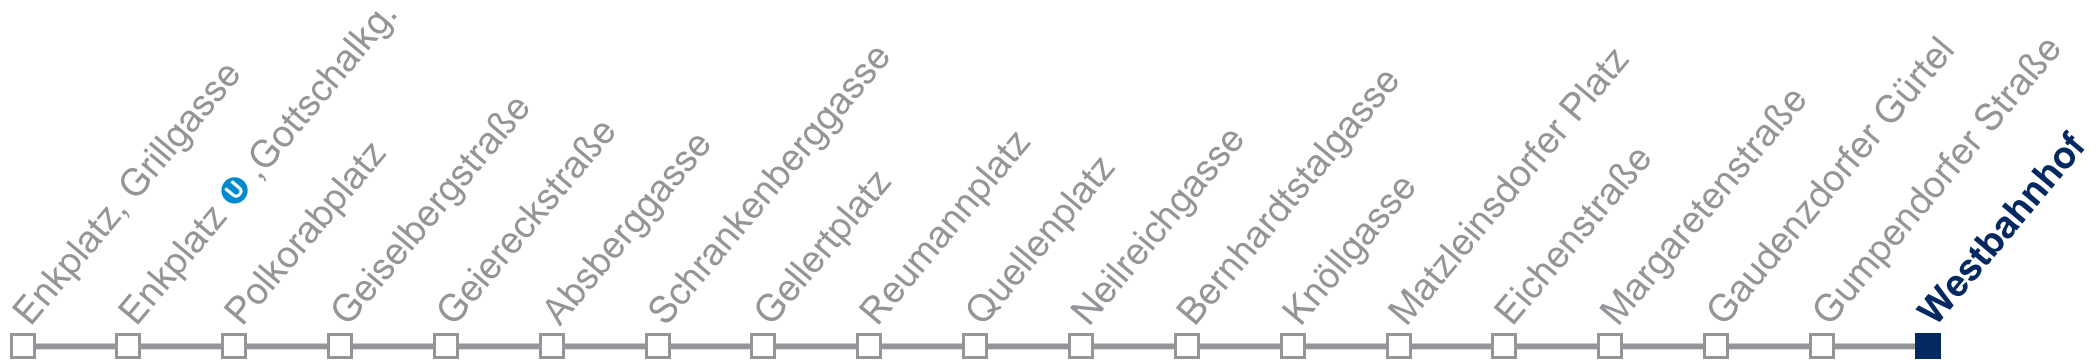 Enkplatz, Grillgasse
Enkplatz U ,Gottschalkg.
Polkorabplatz
Geiselbergstraße
Geiereckstraße
Absberggasse
Schrankenberggasse
Gellertplatz
Reumannplatz
Quellenplatz
Neilreichgasse
Bernhardtstalgasse
Knöllgasse
Matzleinsdorfer Platz
Eichenstraße
Margaretenstraße
Gaudenzdorfer Gürtel
Gumpendorfer Straße
Westbahnhof